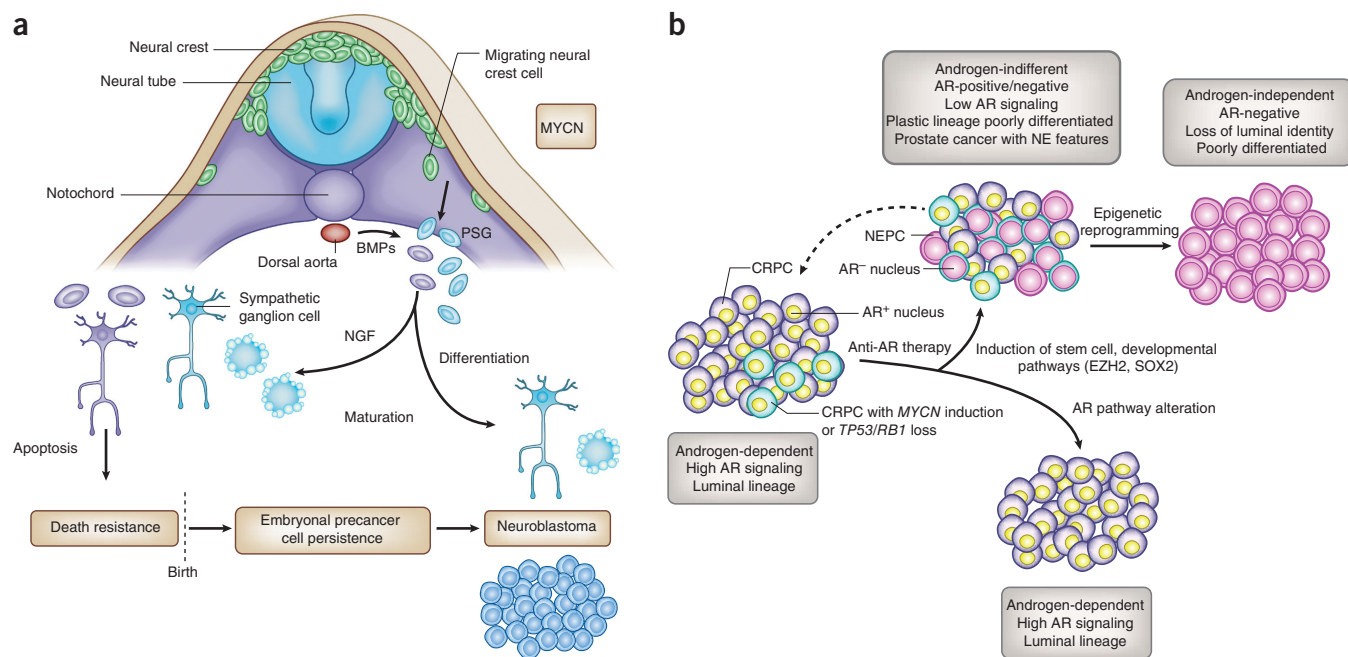 a
Neural crest
Neural tube
Migrating neural
crest cell
MYCN
Notochord
PSG
BMPs
Dorsal aorta
Sympathetic
ganglion cell
NGF
Differentiation
Maturation
Apoptosis
Death resistance
Embryonal precancer
cell persistence
Neuroblastoma
Birth
b
Androgen-indifferent
AR-positive/negative
Low AR signaling
Plastic lineage poorly differentiated
Prostate cancer with NE features
Androgen-independent
AR-negative
Loss of luminal identity
Poorly differentiated
NEPC
Epigenetic
reprogramming
CRPC
AR⁻ nucleus
AR⁺ nucleus
Anti-AR therapy
Induction of stem cell, developmental
pathways (EZH2, SOX2)
CRPC with MYCN induction
or TP53/RB1 loss
AR pathway alteration
Androgen-dependent
High AR signaling
Luminal lineage
Androgen-dependent
High AR signaling
Luminal lineage